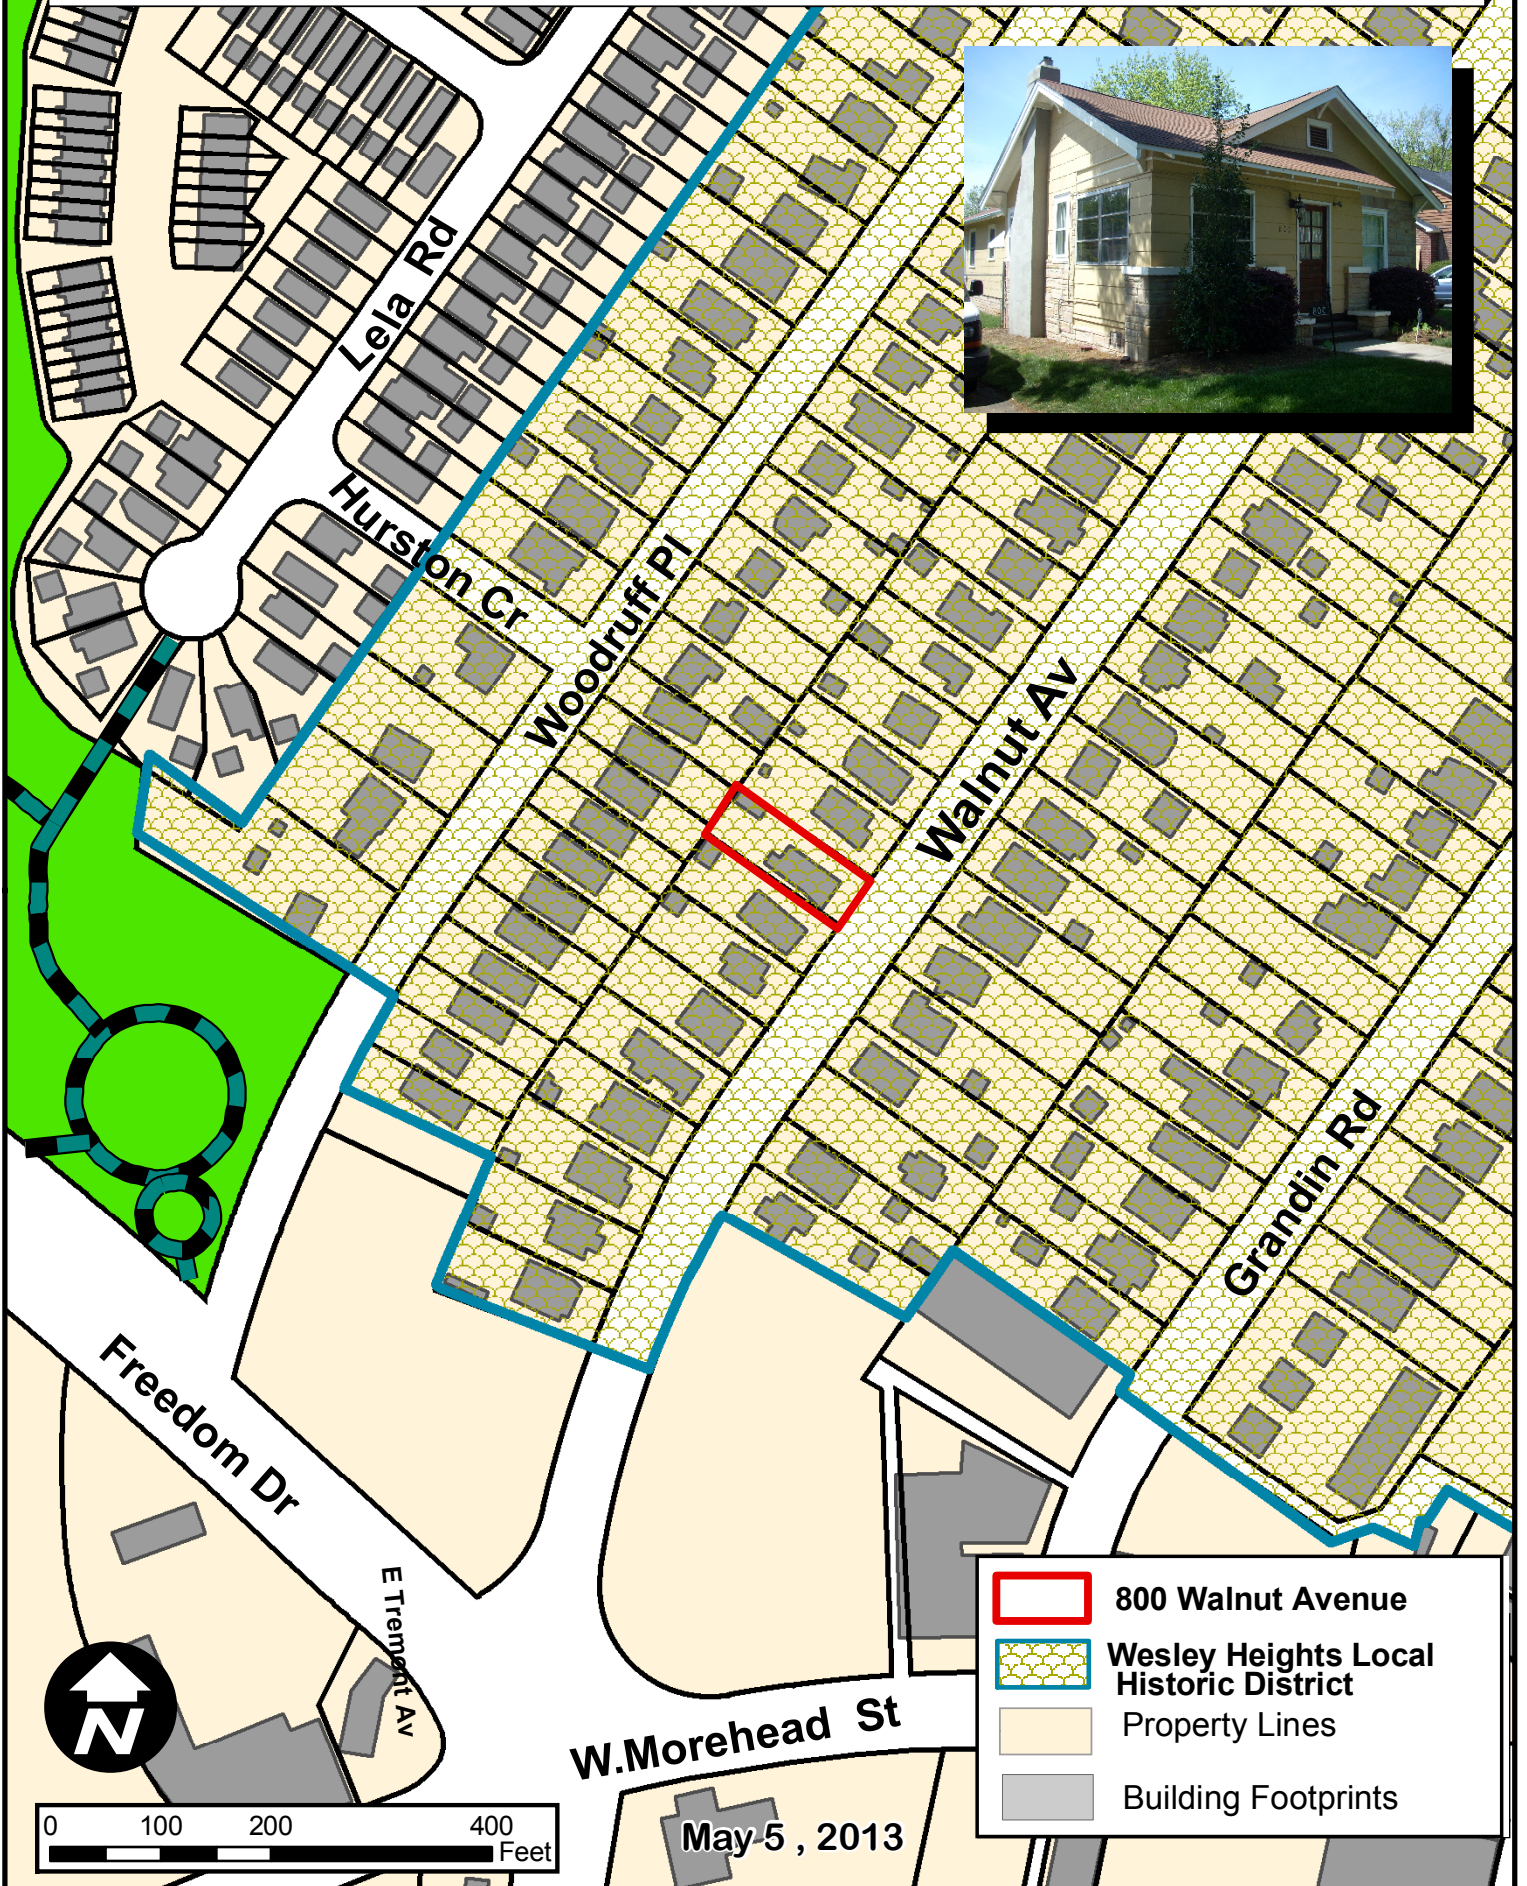 Lela Rd
Hurston Cr
Woodruff Pl
Walnut Av
Grandin Rd
Freedom Dr
E Tremont Av
W.Morehead St
800 Walnut Avenue
Wesley Heights Local
Historic District
Property Lines
Building Footprints
N
0 100 200 400
Feet
May 5 , 2013